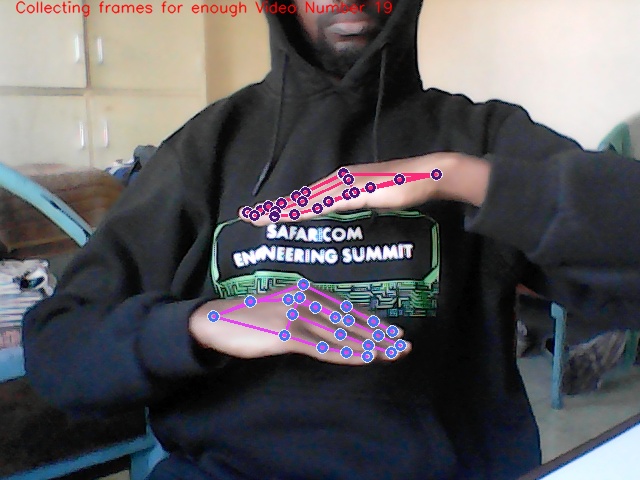 Collecting frames for enough Video Number 19
SAFARICOM
ENGINEERING SUMMIT